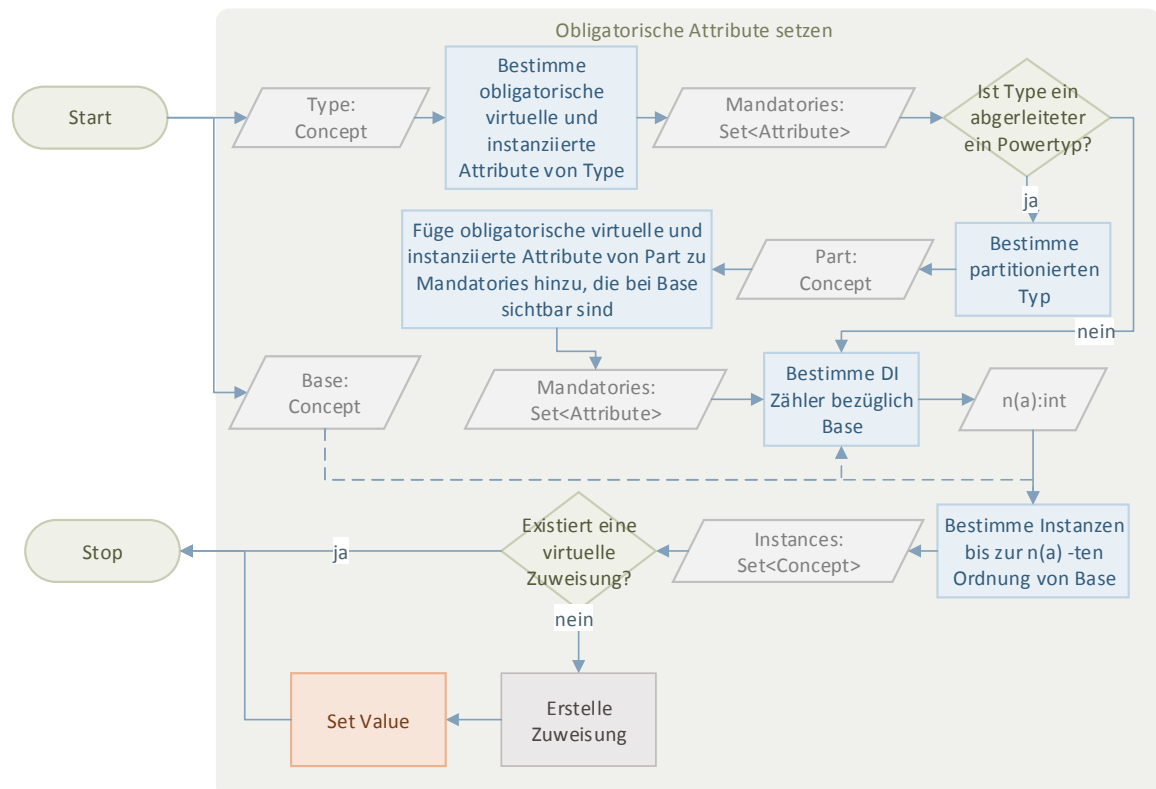 Obligatorische Attribute setzen
Start
Type:
Concept
Bestimme
obligatorische
virtuelle und
instanziierte
Attribute von Type
Mandatories:
Set<Attribute>
Ist Type ein
abgerleiteter
ein Powertyp?
ja
Füge obligatorische virtuelle und
instanziierte Attribute von Part zu
Mandatories hinzu, die bei Base
sichtbar sind
Part:
Concept
Bestimme
partitionierten
Typ
nein
Base:
Concept
Mandatories:
Set<Attribute>
Bestimme DI
Zähler bezüglich
Base
n(a):int
Stop
ja
Existiert eine
virtuelle
Zuweisung?
Instances:
Set<Concept>
Bestimme Instanzen
bis zur n(a) -ten
Ordnung von Base
nein
Set Value
Erstelle
Zuweisung